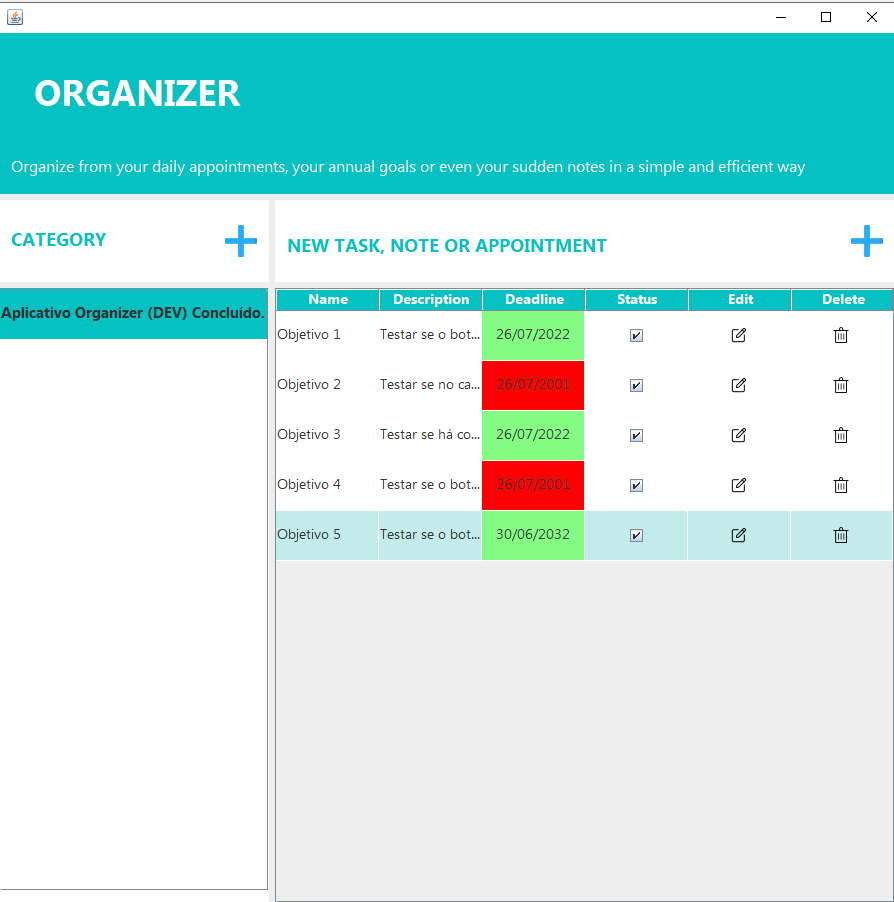 ORGANIZER
Organize from your daily appointments, your annual goals or even your sudden notes in a simple and efficient way
CATEGORY
NEW TASK, NOTE OR APPOINTMENT
Aplicativo Organizer (DEV) Concluído.
Name Description Deadline Status Edit Delete
Objetivo 1 Testar se o bot... 26/07/2022
Objetivo 2 Testar se no ca... 26/07/2001
Objetivo 3 Testar se há co... 26/07/2022
Objetivo 4 Testar se o bot... 26/07/2001
Objetivo 5 Testar se o bot... 30/06/2032